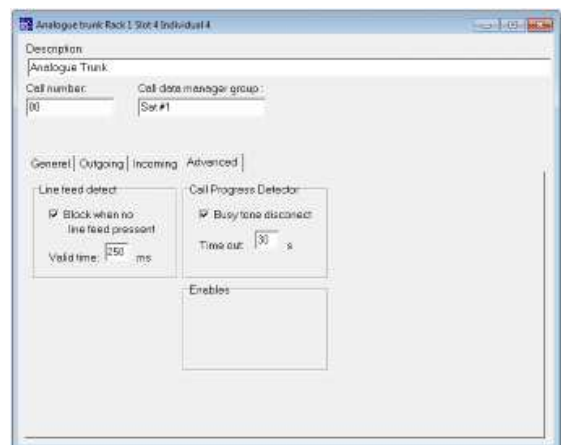 Analogue trunk Rack 1 Slot 4 Individual 4
Description
Analogue Trunk
Call number: Call data manager group :
00 Set #1
General Outgoing Incoming Advanced
Line feed detect Call Progress Detector
Block when no Busy tone disconect
line feed pressent
Time out: 30 s
Valid time: 250 ms
Enables